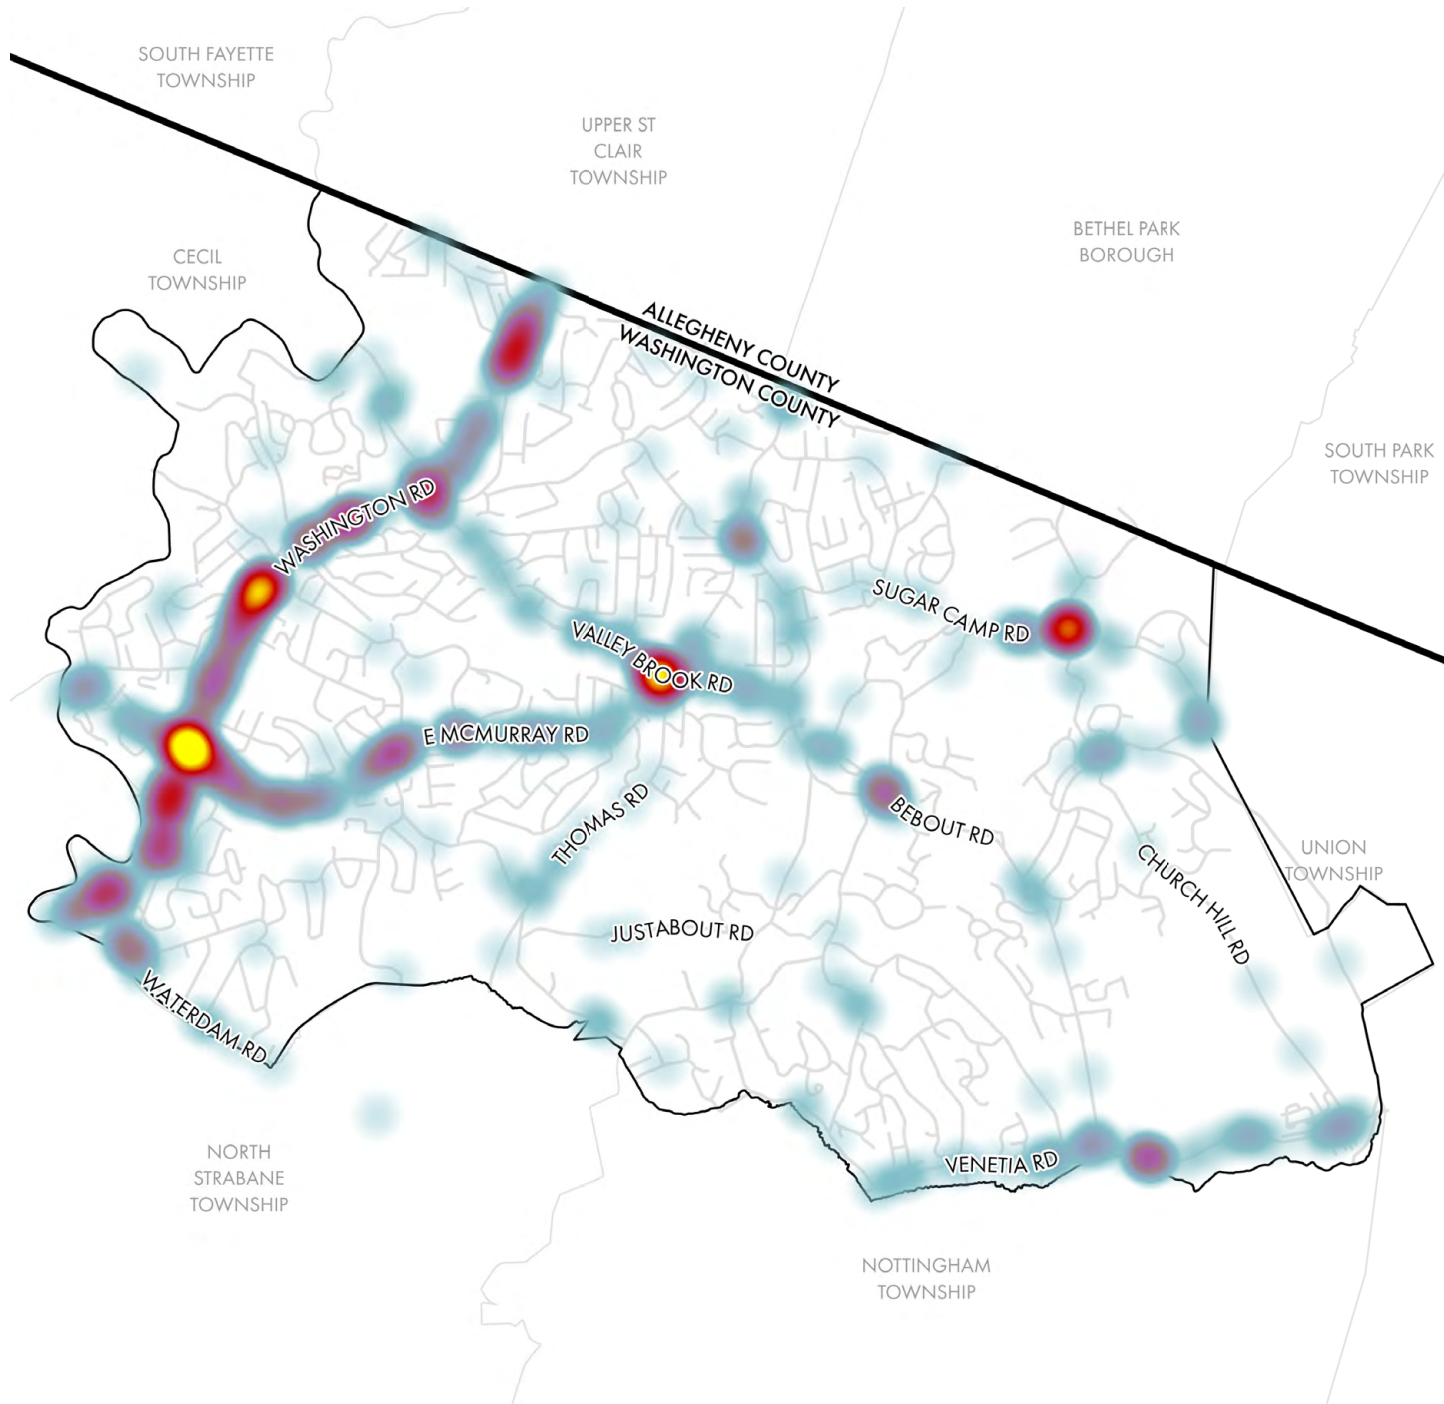 SOUTH FAYETTE
TOWNSHIP
UPPER ST
CLAIR
TOWNSHIP
BETHEL PARK
BOROUGH
CECIL
TOWNSHIP
ALLEGHENY COUNTY
WASHINGTON COUNTY
SOUTH PARK
TOWNSHIP
WASHINGTON RD
SUGAR CAMP RD
VALLEY BROOK RD
E MCMURRAY RD
THOMAS RD
BEBOUT RD
CHURCH HILL RD
UNION
TOWNSHIP
JUSTABOUT RD
WATERDAM RD
NORTH
STRABANE
TOWNSHIP
VENETIA RD
NOTTINGHAM
TOWNSHIP